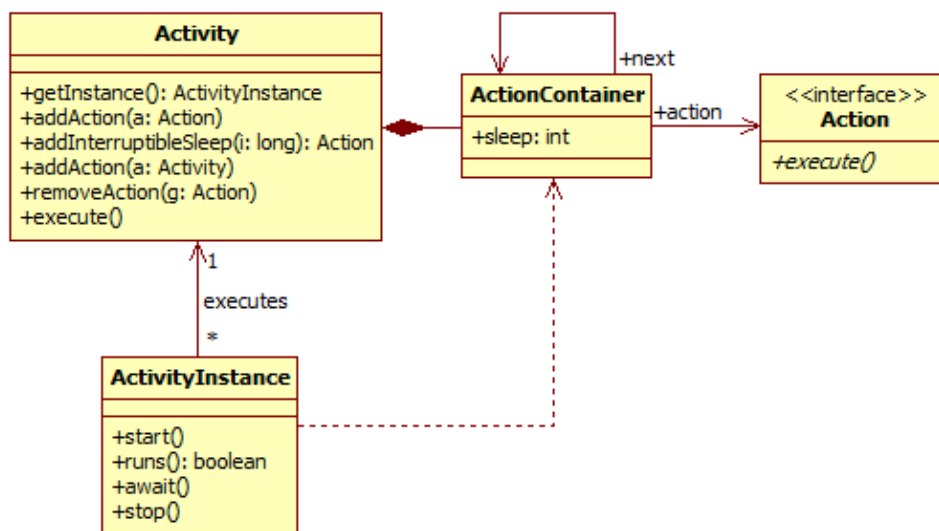 Activity
+getInstance(): ActivityInstance
+addAction(a: Action)
+addInterruptibleSleep(i: long): Action
+addAction(a: Activity)
+removeAction(g: Action)
+execute()
+next
ActionContainer
+sleep: int
+action
<<interface>>
Action
+execute()
1
executes
*
ActivityInstance
+start()
+runs(): boolean
+await()
+stop()